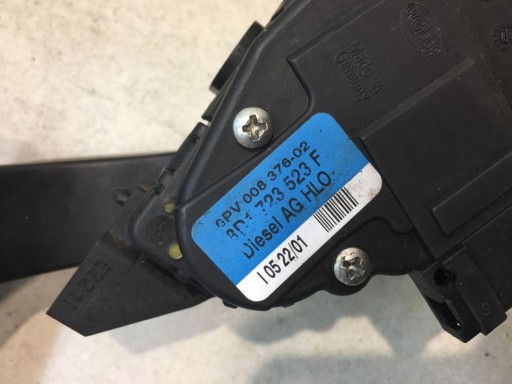 Made in
Germany
6PV 008 376-02
8D1 723 523 F
Diesel AG HLO-
I 05 22/01